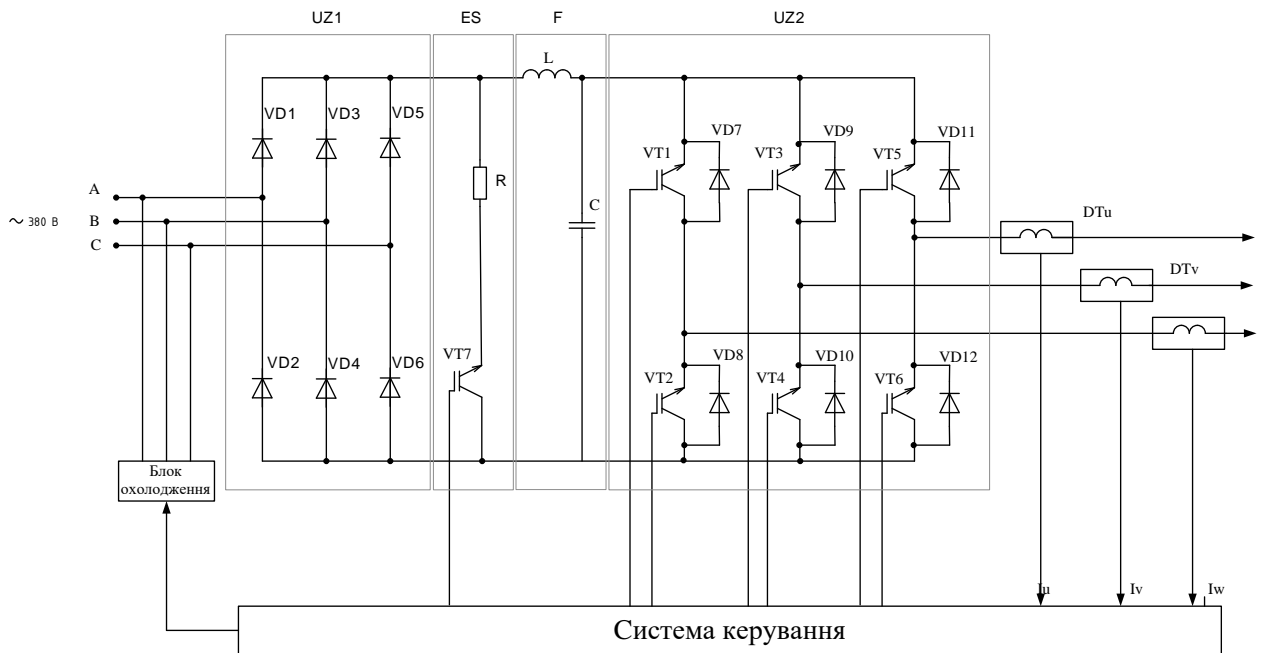 UZ1 ES F UZ2
L
VD1 VD3 VD5
VD7 VD9 VD11
VT1 VT3 VT5
R
A
B
C
~ 380 В
C
DTu
DTv
VD2 VD4 VD6
VT7
VD8 VD10 VD12
VT2 VT4 VT6
Блок
охолодження
Iu Iv Iw
Система керування